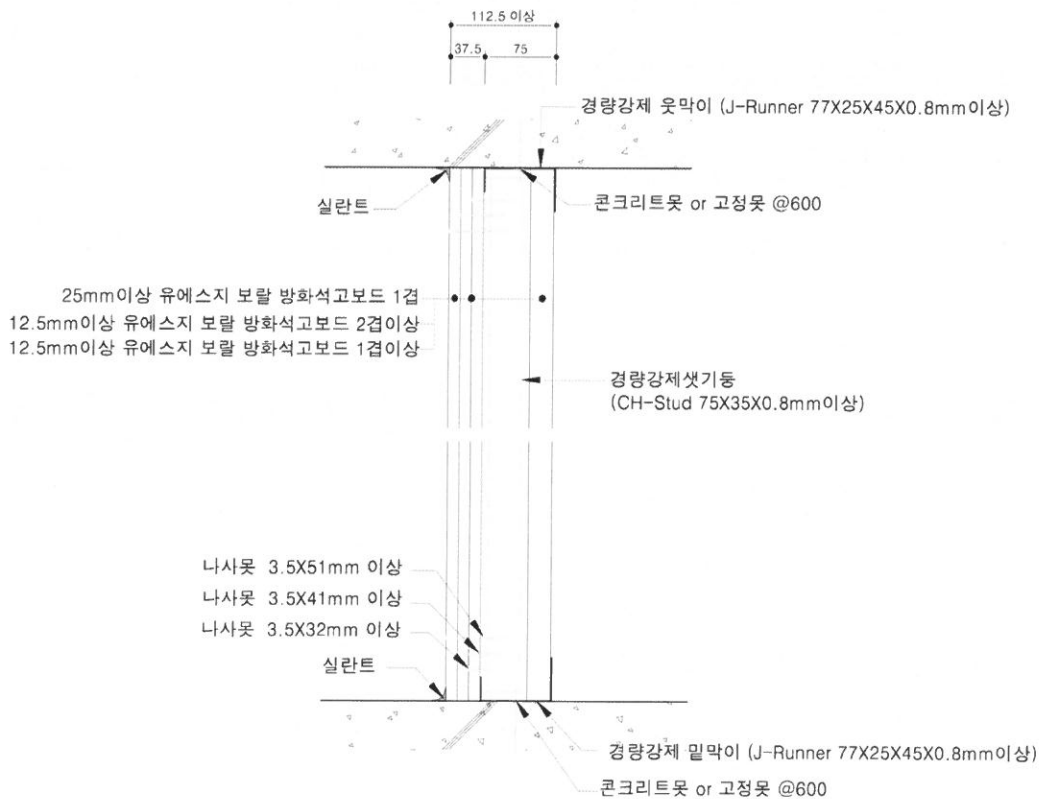 112.5 이상
37.5
75
경량강제 웃막이 (J-Runner 77X25X45X0.8mm이상)
실란트
콘크리트못 or 고정못 @600
25mm이상 유에스지 보랄 방화석고보드 1겹
12.5mm이상 유에스지 보랄 방화석고보드 2겹이상
12.5mm이상 유에스지 보랄 방화석고보드 1겹이상
경량강제샛기둥
(CH-Stud 75X35X0.8mm이상)
나사못 3.5X51mm 이상
나사못 3.5X41mm 이상
나사못 3.5X32mm 이상
실란트
경량강제 밑막이 (J-Runner 77X25X45X0.8mm이상)
콘크리트못 or 고정못 @600